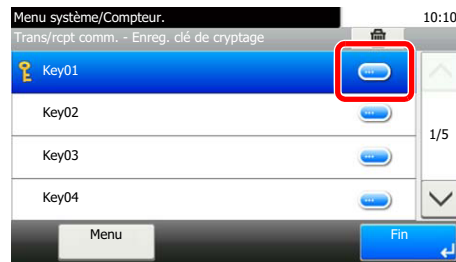 Menu système/Compteur.
10:10
Trans/rcpt comm. - Enreg. clé de cryptage
Key01
Key02
1/5
Key03
Key04
Menu
Fin